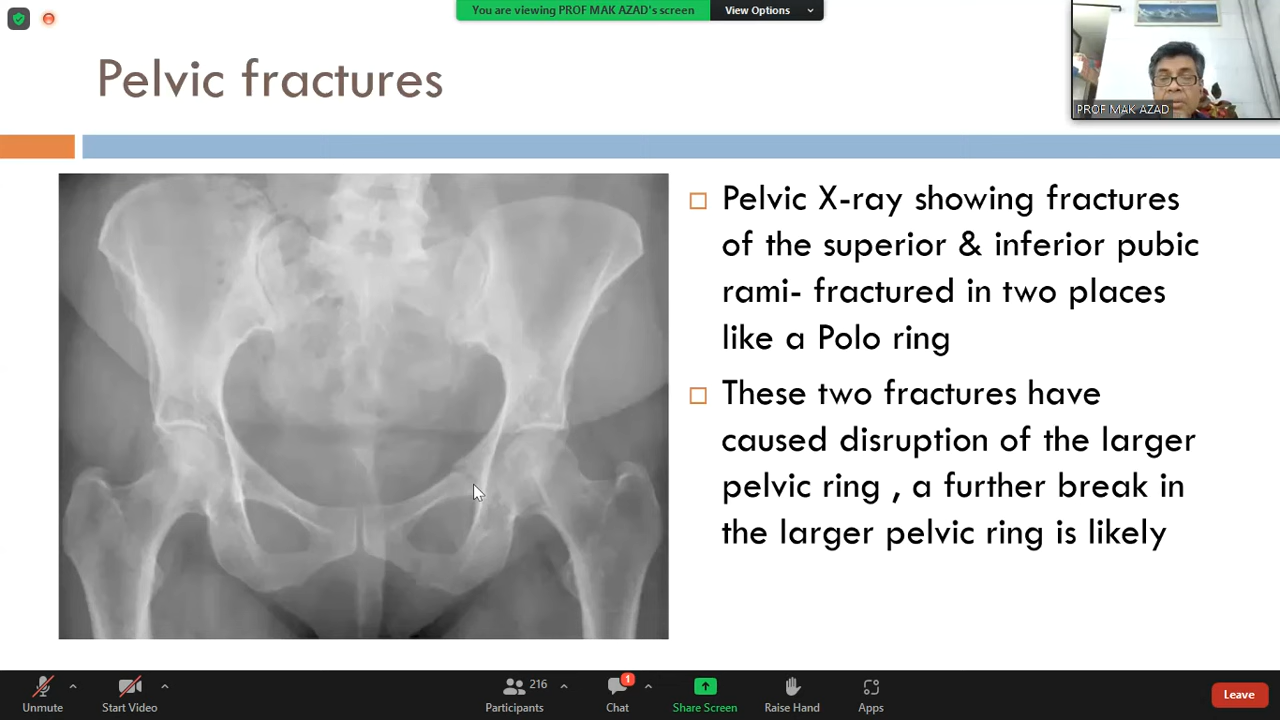 You are viewing PROF MAK AZAD's screen
View Options
Pelvic fractures
PROF MAK AZAD
Pelvic X-ray showing fractures
of the superior & inferior pubic
rami- fractured in two places
like a Polo ring
These two fractures have
caused disruption of the larger
pelvic ring , a further break in
the larger pelvic ring is likely
Unmute
Start Video
216
Participants
1
Chat
Share Screen
Raise Hand
Apps
Leave